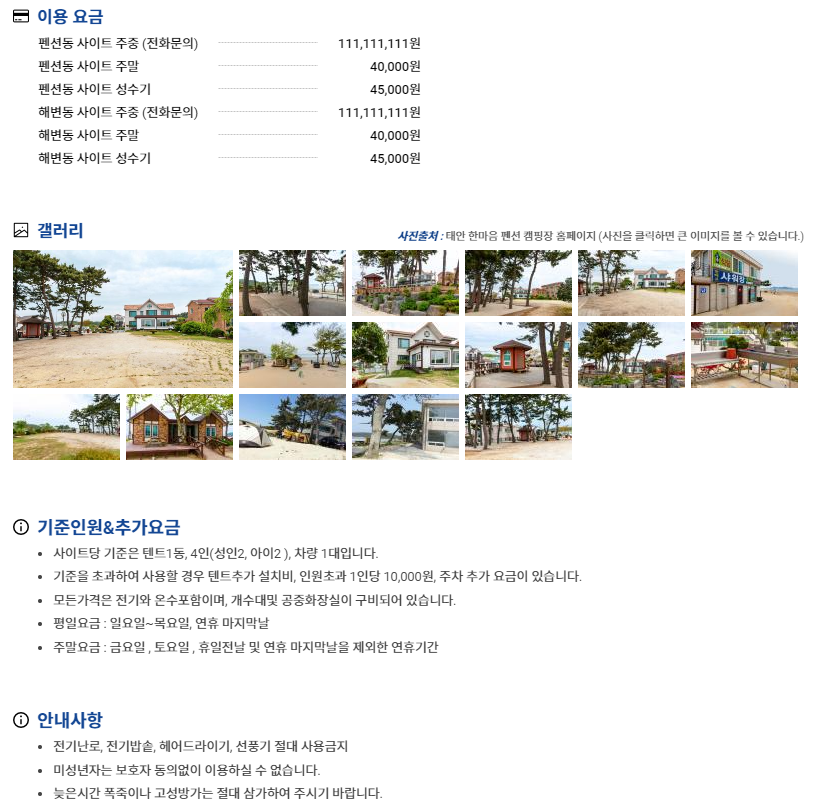 이용 요금
펜션동 사이트 주중 (전화문의) 111,111,111원
펜션동 사이트 주말 40,000원
펜션동 사이트 성수기 45,000원
해변동 사이트 주중 (전화문의) 111,111,111원
해변동 사이트 주말 40,000원
해변동 사이트 성수기 45,000원
갤러리
사진출처 : 태안 한마음 펜션 캠핑장 홈페이지 (사진을 클릭하면 큰 이미지를 볼 수 있습니다.)
샤워장
기준인원&추가요금
사이트당 기준은 텐트1동, 4인(성인2, 아이2 ), 차량 1대입니다.
기준을 초과하여 사용할 경우 텐트추가 설치비, 인원초과 1인당 10,000원, 주차 추가 요금이 있습니다.
모든가격은 전기와 온수포함이며, 개수대및 공중화장실이 구비되어 있습니다.
평일요금 : 일요일~목요일, 연휴 마지막날
주말요금 : 금요일 , 토요일 , 휴일전날 및 연휴 마지막날을 제외한 연휴기간
안내사항
전기난로, 전기밥솥, 헤어드라이기, 선풍기 절대 사용금지
미성년자는 보호자 동의없이 이용하실 수 없습니다.
늦은시간 폭죽이나 고성방가는 절대 삼가하여 주시기 바랍니다.